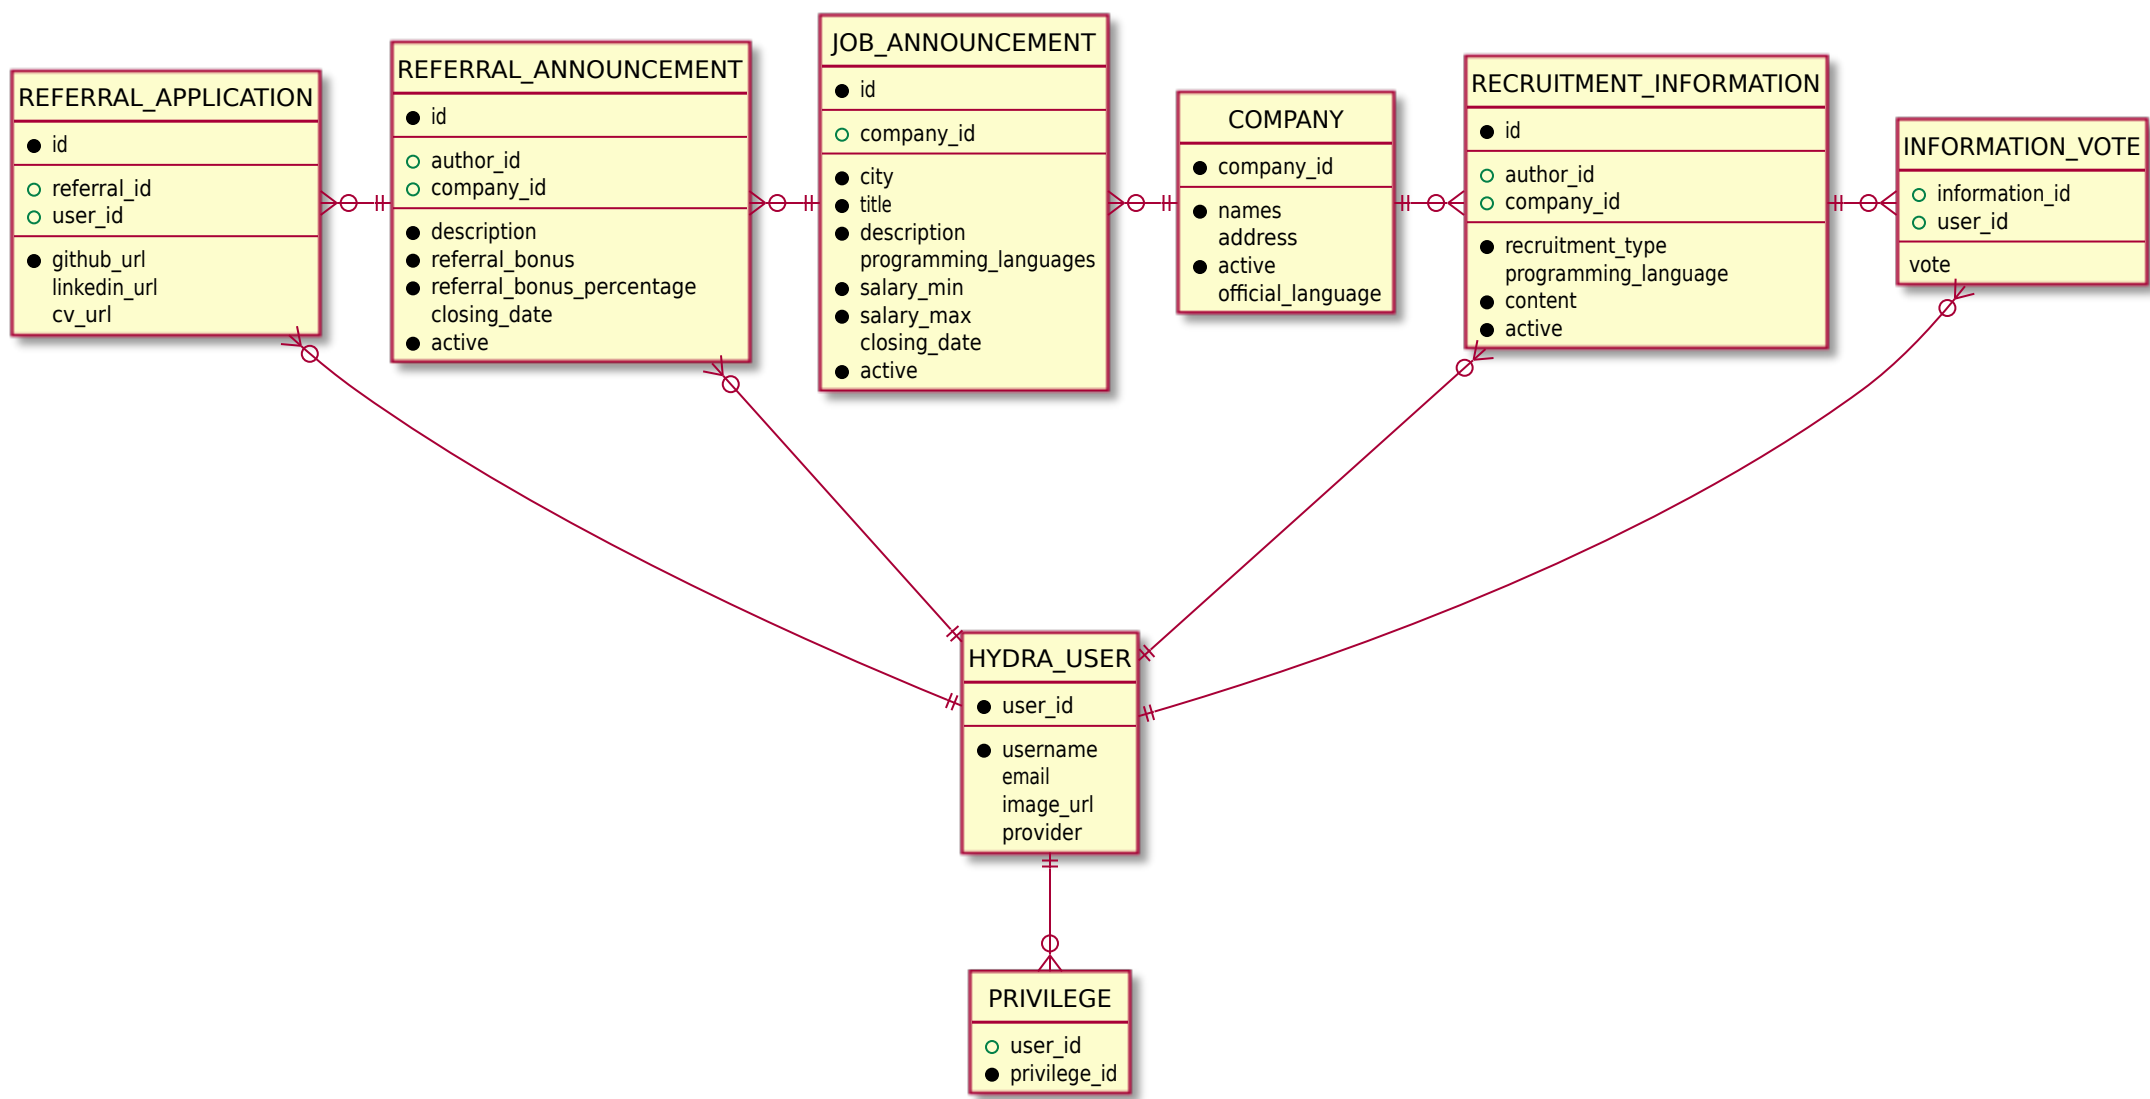 REFERRAL_APPLICATION
id
referral_id
user_id
github_url
linkedin_url
cv_url
REFERRAL_ANNOUNCEMENT
id
author_id
company_id
description
referral_bonus
referral_bonus_percentage
closing_date
active
JOB_ANNOUNCEMENT
id
company_id
city
title
description
programming_languages
salary_min
salary_max
closing_date
active
COMPANY
company_id
names
address
active
official_language
RECRUITMENT_INFORMATION
id
author_id
company_id
recruitment_type
programming_language
content
active
INFORMATION_VOTE
information_id
user_id
vote
HYDRA_USER
user_id
username
email
image_url
provider
PRIVILEGE
user_id
privilege_id